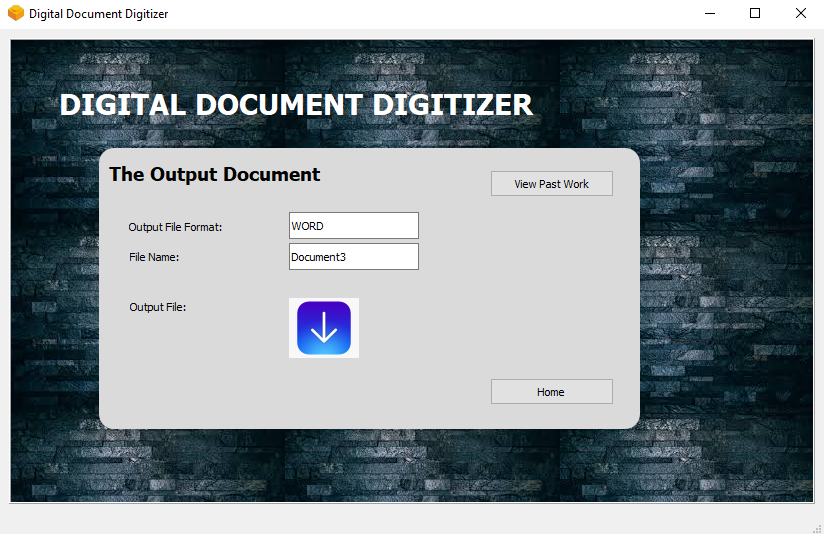 Digital Document Digitizer
DIGITAL DOCUMENT DIGITIZER
The Output Document
View Past Work
Output File Format:
WORD
File Name:
Document3
Output File:
Home